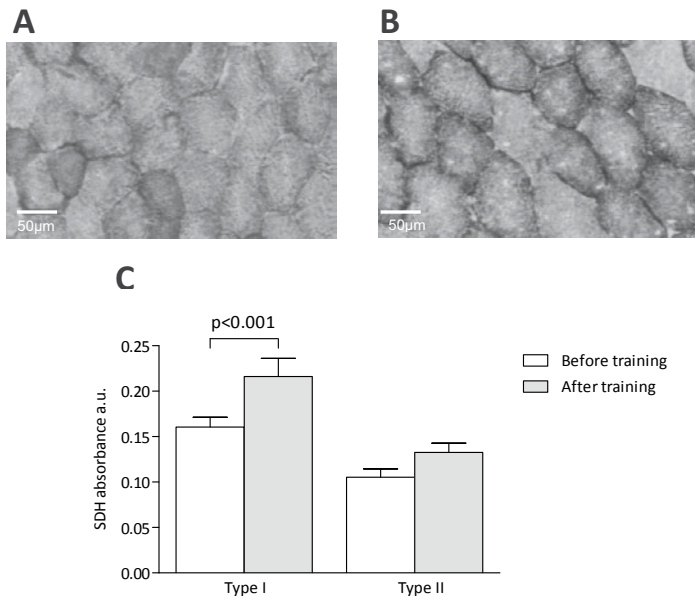 A
B
50µm
50µm
C
p<0.001
0.25
0.20
0.15
0.10
0.05
0.00
SDH absorbance a.u.
Type I
Type II
Before training
After training